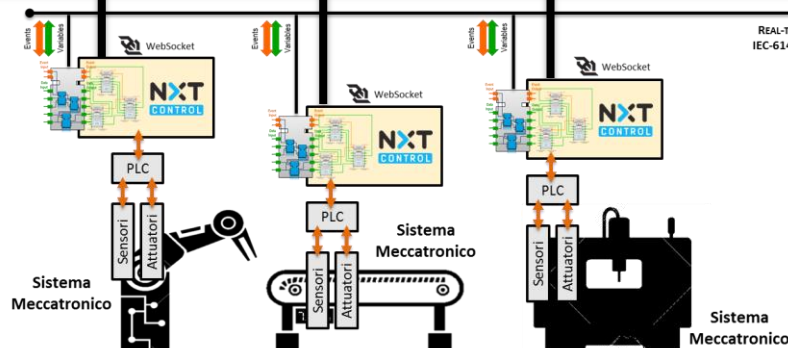 REAL-T
IEC-614
Events
Variables
WebSocket
NXT
CONTROL
PLC
Sensori
Attuatori
Sistema
Meccatronico
Events
Variables
WebSocket
NXT
CONTROL
PLC
Sensori
Attuatori
Sistema
Meccatronico
Events
Variables
WebSocket
NXT
CONTROL
PLC
Sensori
Attuatori
Sistema
Meccatronico